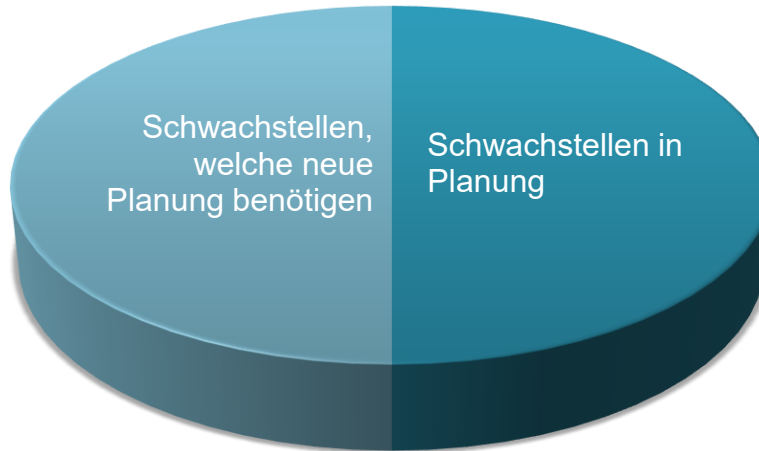 Schwachstellen,
welche neue
Planung benötigen
Schwachstellen in
Planung